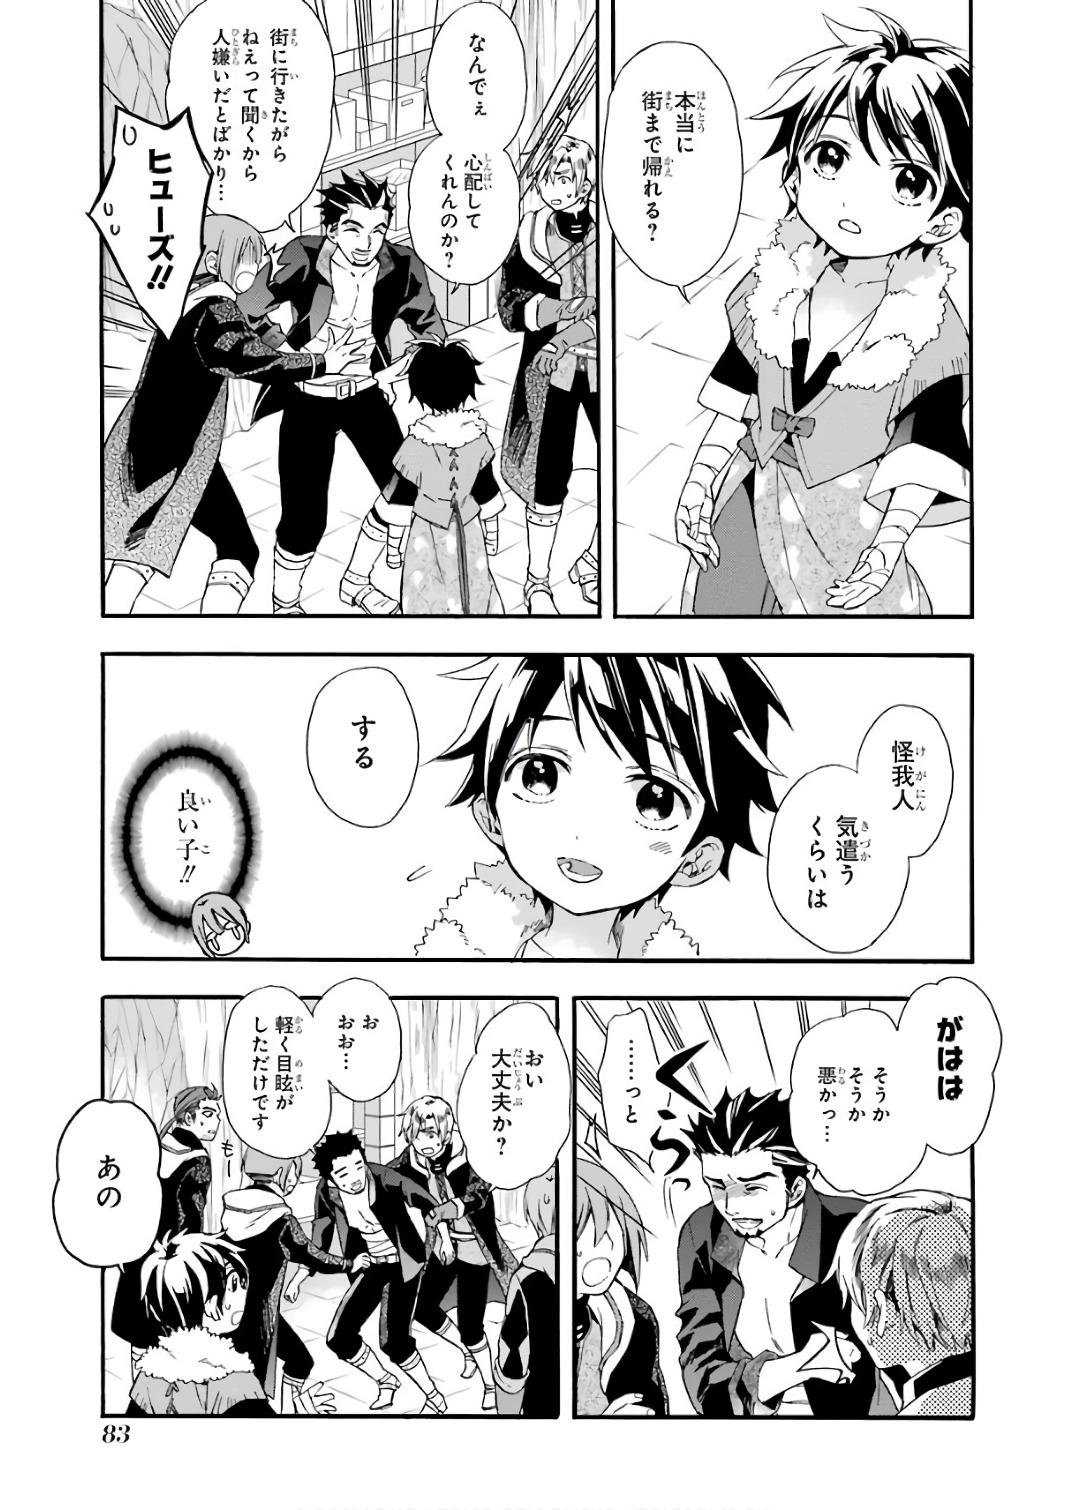 本当に
街まで帰れる?
なんでぇ
心配して
くれんのか?
街に行きたがら
ねえって聞くから
人嫌いだとばかり…
ヒューズ!!
怪我人
気遣う
くらいは
する
良い子!!
がはは
そうか
そうか
悪かっ…
……っと
くらっ
おい
大丈夫か?
お
おお…
軽く目眩が
しただけです
もー
あの
83